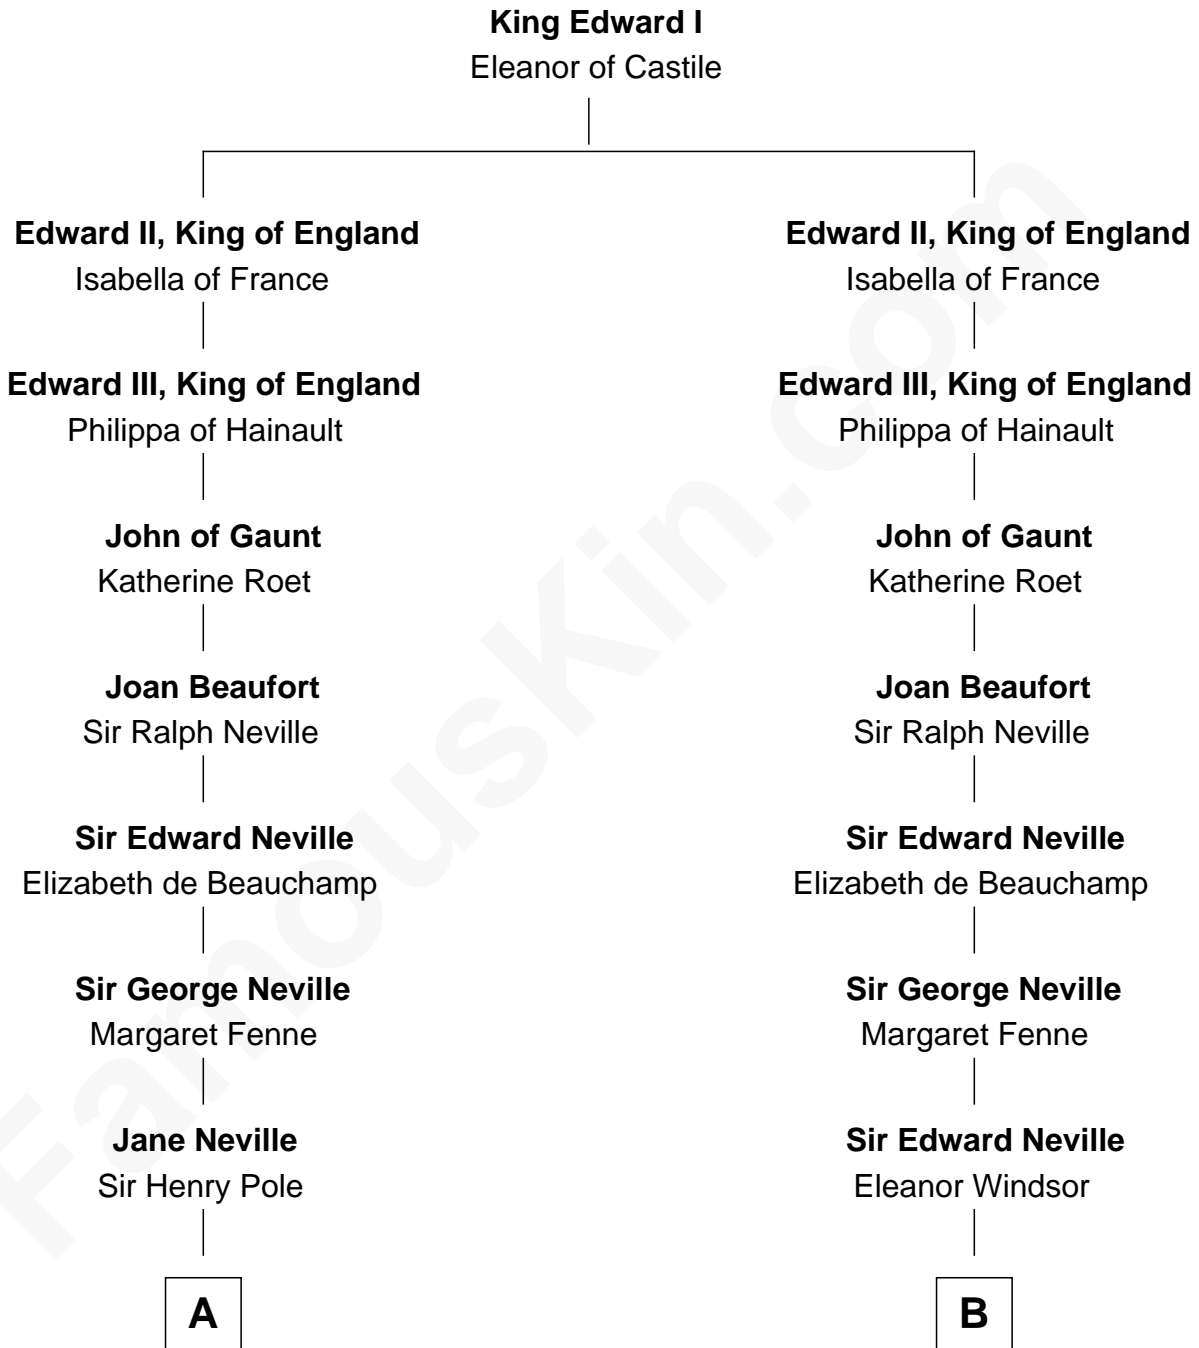 King Edward I
Eleanor of Castile
Edward II, King of England
Isabella of France
Edward III, King of England
Philippa of Hainault
John of Gaunt
Katherine Roet
Joan Beaufort
Sir Ralph Neville
Sir Edward Neville
Elizabeth de Beauchamp
Sir George Neville
Margaret Fenne
Jane Neville
Sir Henry Pole
A
Edward II, King of England
Isabella of France
Edward III, King of England
Philippa of Hainault
John of Gaunt
Katherine Roet
Joan Beaufort
Sir Ralph Neville
Sir Edward Neville
Elizabeth de Beauchamp
Sir George Neville
Margaret Fenne
Sir Edward Neville
Eleanor Windsor
B
FamousKin.com